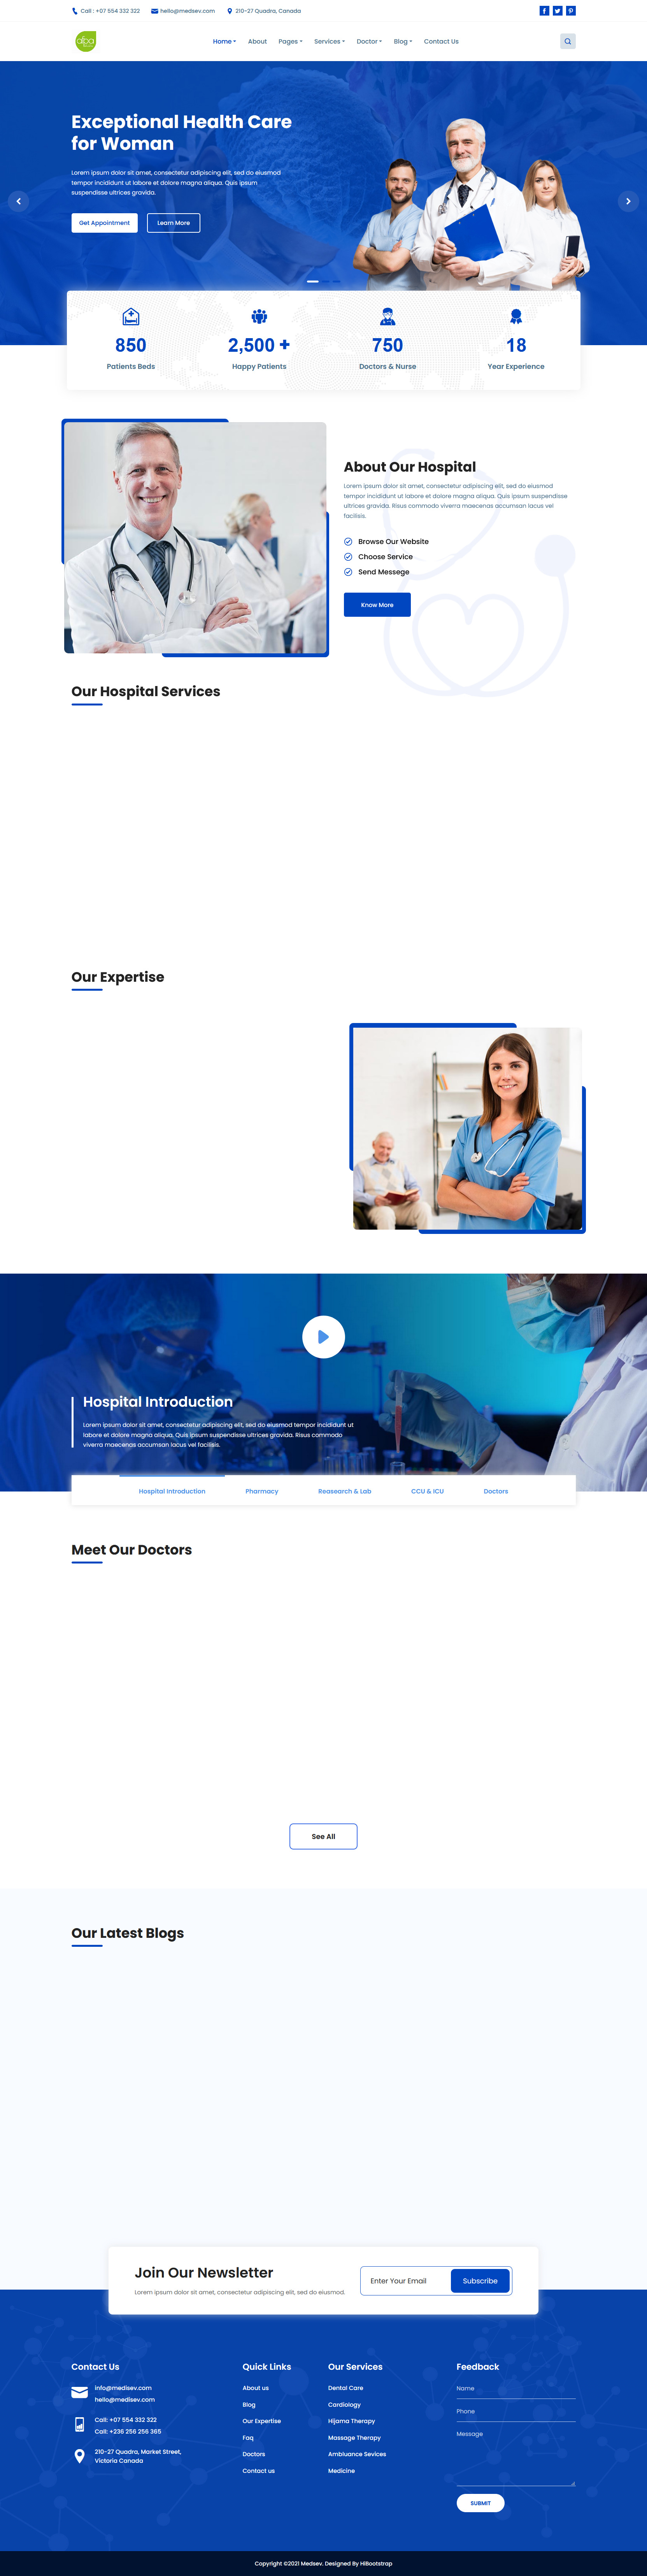 Call : +07 554 332 322
hello@medsev.com
210-27 Quadra, Canada
alba
Home
About
Pages
Services
Doctor
Blog
Contact Us
Exceptional Health Care
for Woman
Lorem ipsum dolor sit amet, consectetur adipiscing elit, sed do eiusmod
tempor incididunt ut labore et dolore magna aliqua. Quis ipsum
suspendisse ultrices gravida.
Get Appointment
Learn More
850
2,500 +
750
18
Patients Beds
Happy Patients
Doctors & Nurse
Year Experience
About Our Hospital
Lorem ipsum dolor sit amet, consectetur adipiscing elit, sed do eiusmod
tempor incididunt ut labore et dolore magna aliqua. Quis ipsum suspendisse
ultrices gravida. Risus commodo viverra maecenas accumsan lacus vel
facilisis.
Browse Our Website
Choose Service
Send Messege
Know More
Our Hospital Services
Our Expertise
Hospital Introduction
Lorem ipsum dolor sit amet, consectetur adipiscing elit, sed do eiusmod tempor incididunt ut
labore et dolore magna aliqua. Quis ipsum suspendisse ultrices gravida. Risus commodo
viverra maecenas accumsan lacus vel facilisis.
Hospital Introduction
Pharmacy
Reasearch & Lab
CCU & ICU
Doctors
Meet Our Doctors
See All
Our Latest Blogs
Join Our Newsletter
Lorem ipsum dolor sit amet, consectetur adipiscing elit, sed do eiusmod.
Enter Your Email
Subscribe
Contact Us
info@medisev.com
hello@medisev.com
Call: +07 554 332 322
Call: +236 256 256 365
210-27 Quadra, Market Street,
Victoria Canada
Quick Links
About us
Blog
Our Expertise
Faq
Doctors
Contact us
Our Services
Dental Care
Cardiology
Hijama Therapy
Massage Therapy
Ambluance Sevices
Medicine
Feedback
Name
Phone
Message
SUBMIT
Copyright ©2021 Medsev. Designed By HiBootstrap